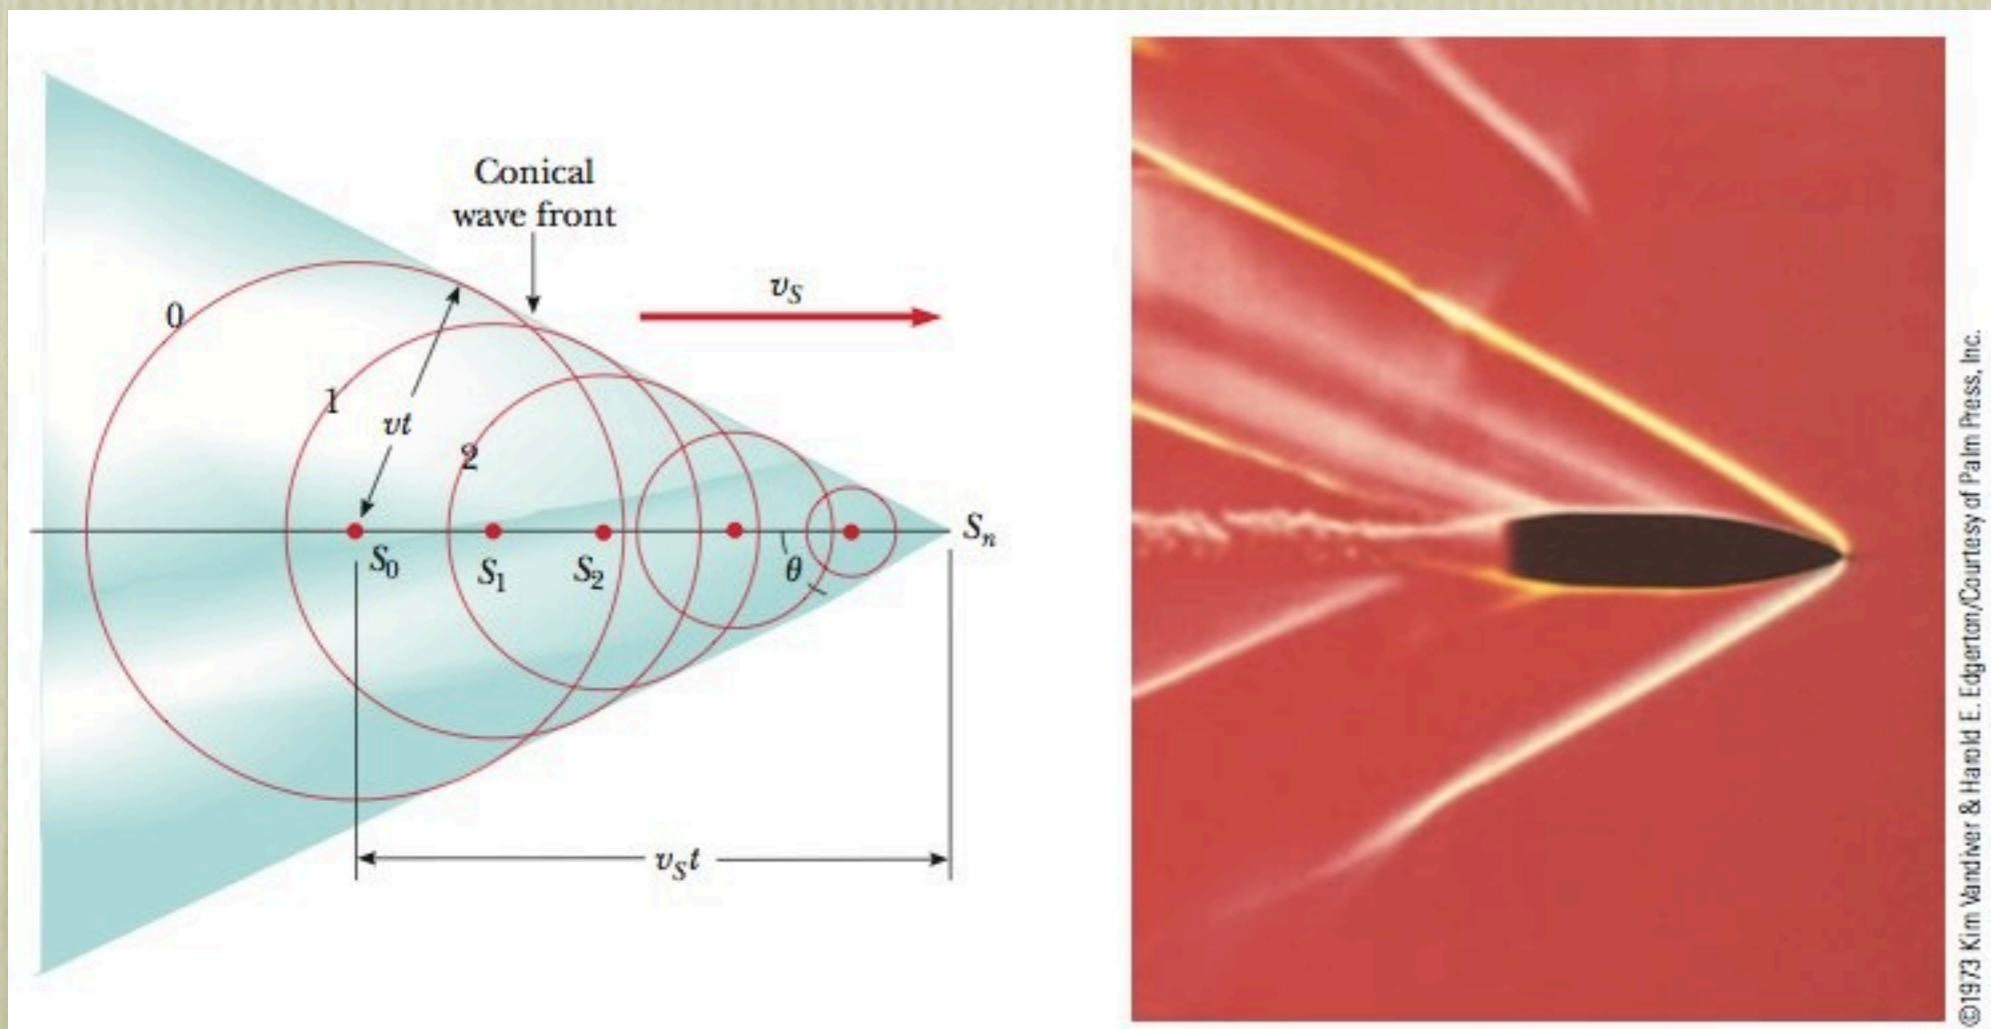 Conical
wave front
v_S
0
1
vt
2
S_0
S_1
S_2
θ
S_n
v_S t
©1973 Kim Vandiver & Harold E. Edgerton/Courtesy of Palm Press, Inc.